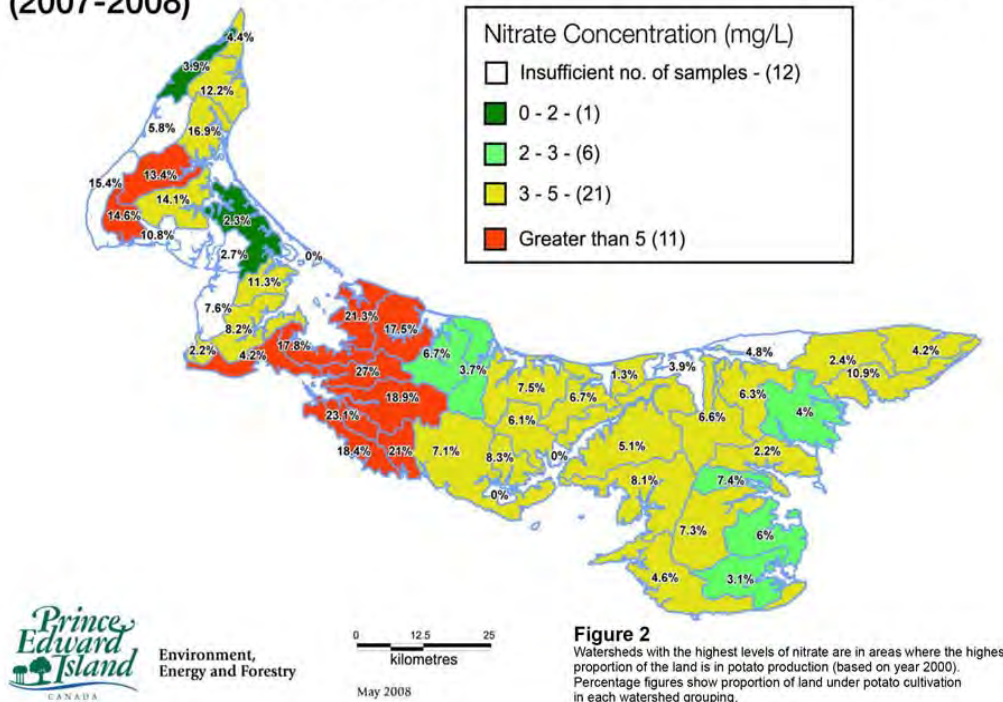 (2007-2008)
Nitrate Concentration (mg/L)
Insufficient no. of samples - (12)
0 - 2 - (1)
2 - 3 - (6)
3 - 5 - (21)
Greater than 5 (11)
4.4%
3.9%
12.2%
5.8%
16.9%
13.4%
15.4%
14.1%
14.6%
10.8%
2.3%
2.7%
0%
11.3%
7.6%
8.2%
2.2%
4.2%
17.8%
21.3%
17.5%
6.7%
3.7%
27%
18.9%
23.1%
18.4%
21%
7.1%
7.5%
6.7%
6.1%
8.3%
0%
0%
1.3%
3.9%
4.8%
2.4%
4.2%
10.9%
6.3%
4%
6.6%
5.1%
2.2%
8.1%
7.4%
7.3%
6%
4.6%
3.1%
Prince
Edward
Island
CANADA
Environment,
Energy and Forestry
0 12.5 25
kilometres
May 2008
Figure 2
Watersheds with the highest levels of nitrate are in areas where the highes
proportion of the land is in potato production (based on year 2000).
Percentage figures show proportion of land under potato cultivation
in each watershed grouping.